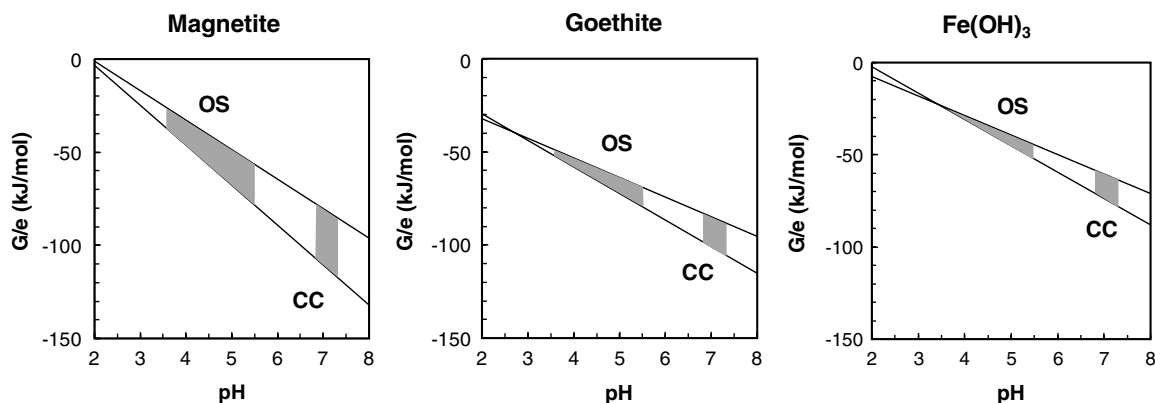 Magnetite
G/e (kJ/mol)
0
-50
-100
-150
OS
CC
2 3 4 5 6 7 8
pH
Goethite
G/e (kJ/mol)
0
-50
-100
-150
OS
CC
2 3 4 5 6 7 8
pH
Fe(OH)₃
G/e (kJ/mol)
0
-50
-100
-150
OS
CC
2 3 4 5 6 7 8
pH